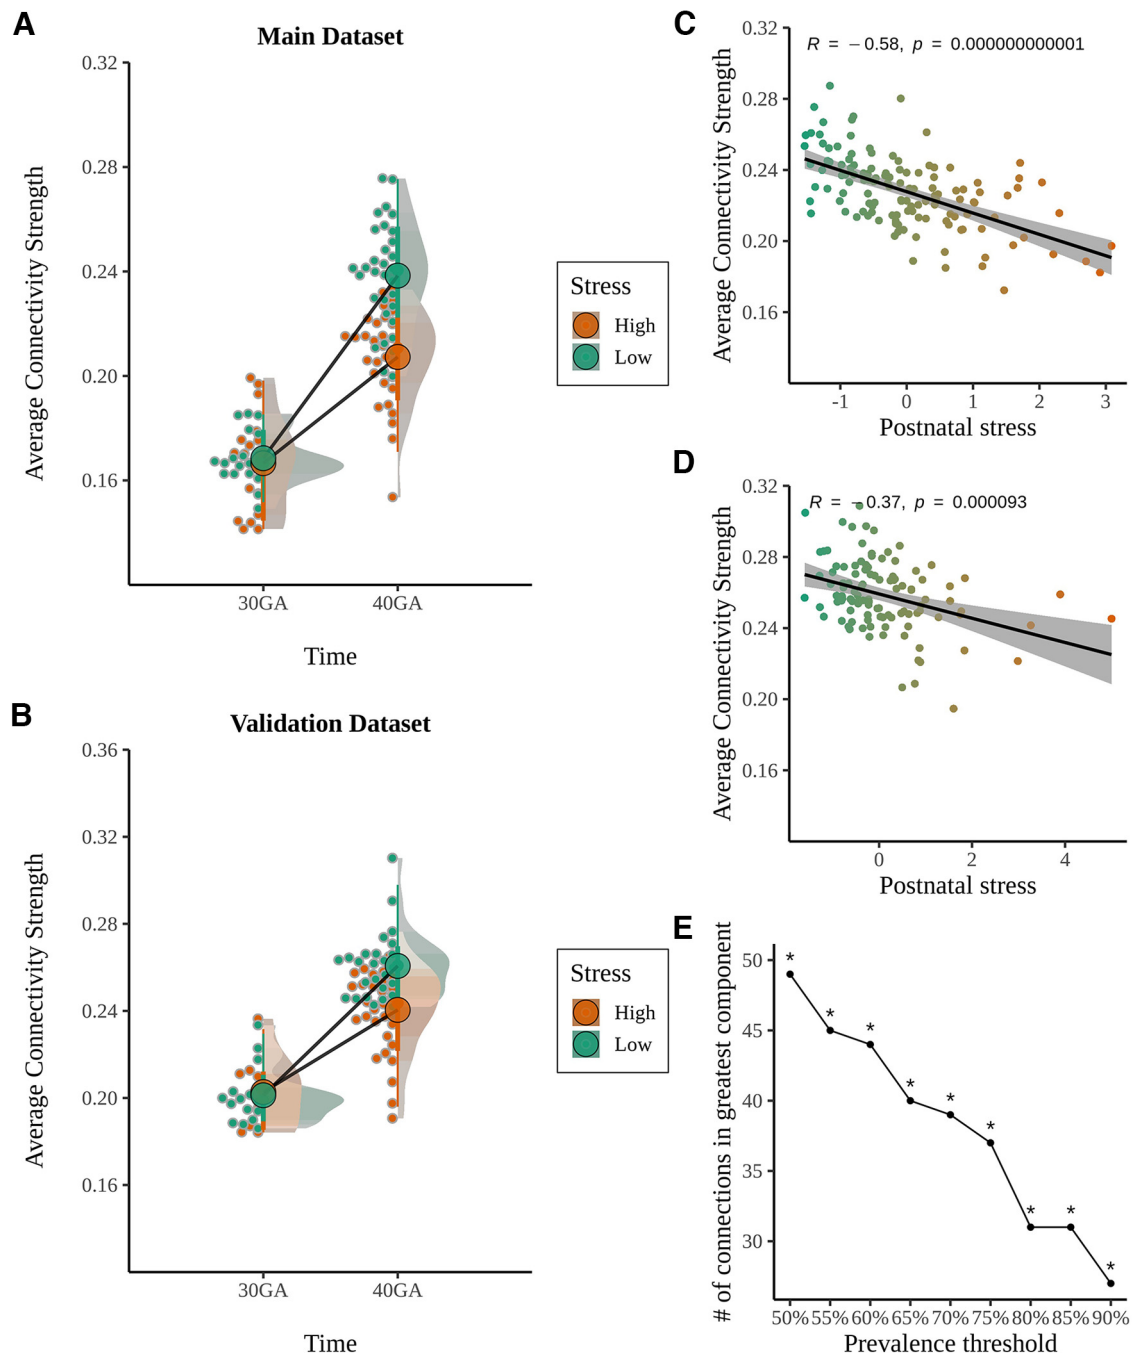 A
Main Dataset
Average Connectivity Strength
0.32
0.28
0.24
0.20
0.16
30GA
40GA
Time
Stress
High
Low
B
Validation Dataset
Average Connectivity Strength
0.36
0.32
0.28
0.24
0.20
0.16
30GA
40GA
Time
Stress
High
Low
C
Average Connectivity Strength
0.32
0.28
0.24
0.20
0.16
R = −0.58, p = 0.000000000001
-1
0
1
2
3
Postnatal stress
D
Average Connectivity Strength
0.32
0.28
0.24
0.20
0.16
R = −0.37, p = 0.000093
0
2
4
Postnatal stress
E
# of connections in greatest component
50
45
40
35
30
*
*
*
*
*
*
*
*
*
50%
55%
60%
65%
70%
75%
80%
85%
90%
Prevalence threshold